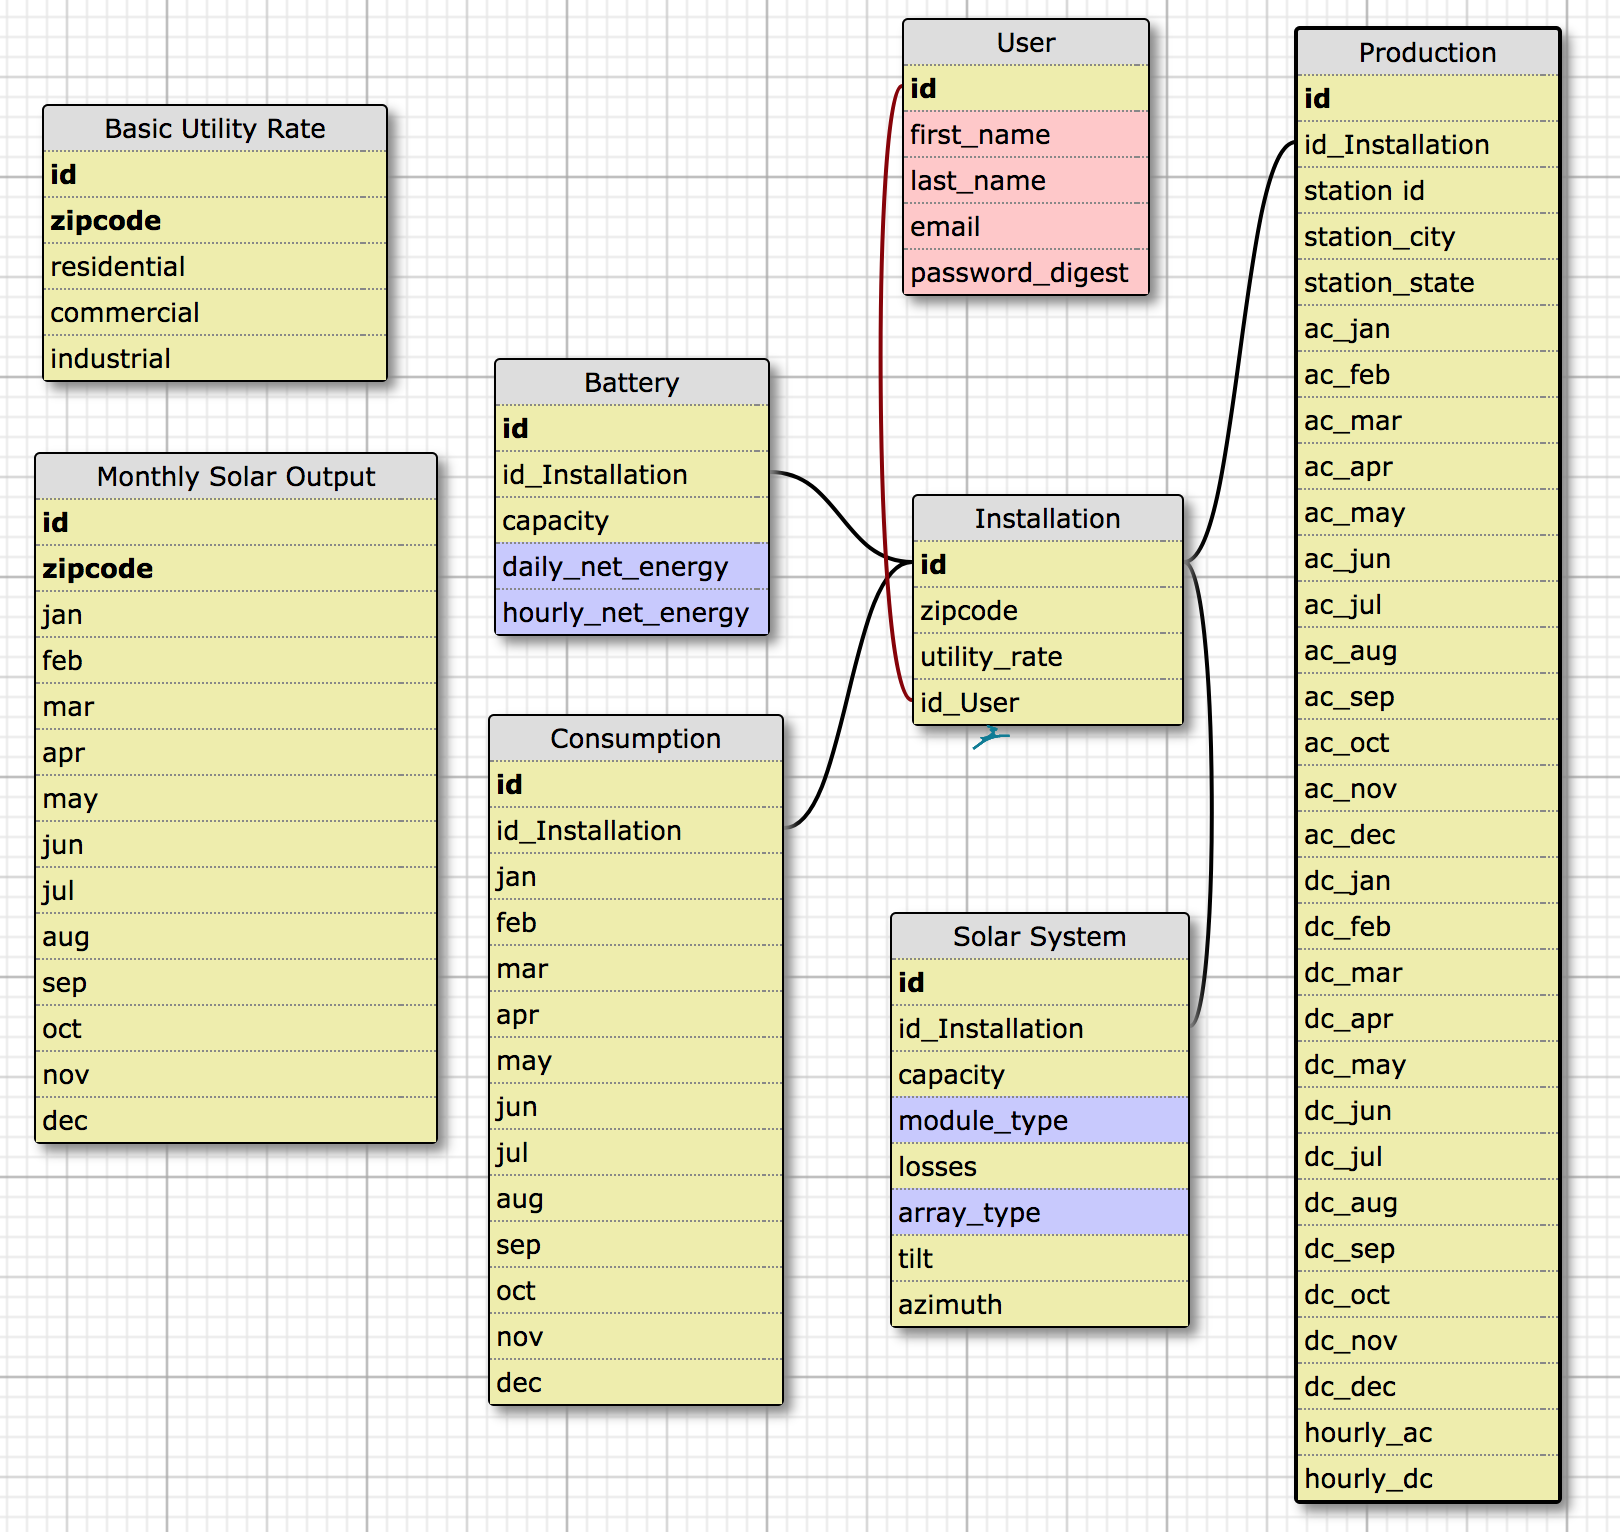 Basic Utility Rate
id
zipcode
residential
commercial
industrial
Monthly Solar Output
id
zipcode
jan
feb
mar
apr
may
jun
jul
aug
sep
oct
nov
dec
Battery
id
id_Installation
capacity
daily_net_energy
hourly_net_energy
Consumption
id
id_Installation
jan
feb
mar
apr
may
jun
jul
aug
sep
oct
nov
dec
User
id
first_name
last_name
email
password_digest
Installation
id
zipcode
utility_rate
id_User
Solar System
id
id_Installation
capacity
module_type
losses
array_type
tilt
azimuth
Production
id
id_Installation
station id
station_city
station_state
ac_jan
ac_feb
ac_mar
ac_apr
ac_may
ac_jun
ac_jul
ac_aug
ac_sep
ac_oct
ac_nov
ac_dec
dc_jan
dc_feb
dc_mar
dc_apr
dc_may
dc_jun
dc_jul
dc_aug
dc_sep
dc_oct
dc_nov
dc_dec
hourly_ac
hourly_dc